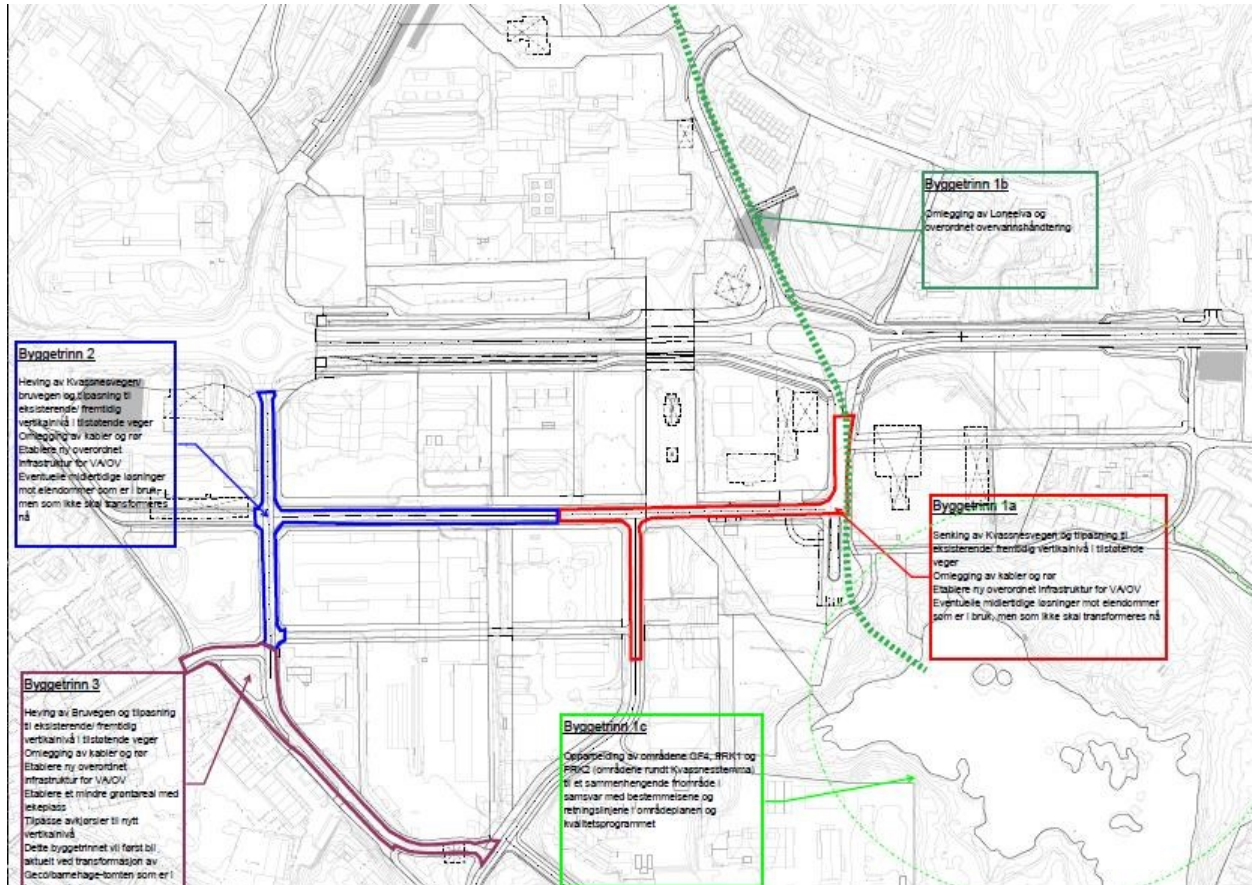 Byggetrinn 1b
Omlegging av Loneelva og
overordnet overvannshåndtering
Byggetrinn 2
Heving av Kvassnesvegen/
bruvegen og tilpasning til
eksisterende/ fremtidig
vertikalnivå i tilstøtende veger
Omlegging av kabler og rør
Etablere ny overordnet
infrastruktur for VA/OV
Eventuelle midlertidige løsninger
mot eiendommer som er i bruk,
men som ikke skal transformeres
nå
Byggetrinn 1a
Senking av Kvassnesvegen og tilpasning til
eksisterende/ fremtidig vertikalnivå i tilstøtende
veger
Omlegging av kabler og rør
Etablere ny overordnet infrastruktur for VA/OV
Eventuelle midlertidige løsninger mot eiendommer
som er i bruk, men som ikke skal transformeres nå
Byggetrinn 3
Heving av Bruvegen og tilpasning
til eksisterende/ fremtidig
vertikalnivå i tilstøtende veger
Omlegging av kabler og rør
Etablere ny overordnet
infrastruktur for VA/OV
Etablere et mindre grøntareal med
lekeplass
Tilpasse avkjørsler til nytt
vertikalnivå
Dette byggetrinnet vil først bli
aktuelt ved transformasjon av
Geco/barnehage-tomten som er i
Byggetrinn 1c
Opparbeiding av områdene GF4, PRK1 og
PRK2 (områdene rundt Kvassnesstemma)
til et sammenhengende friområde i
samsvar med bestemmelsene og
retningslinjene i områdeplanen og
kvalitetsprogrammet